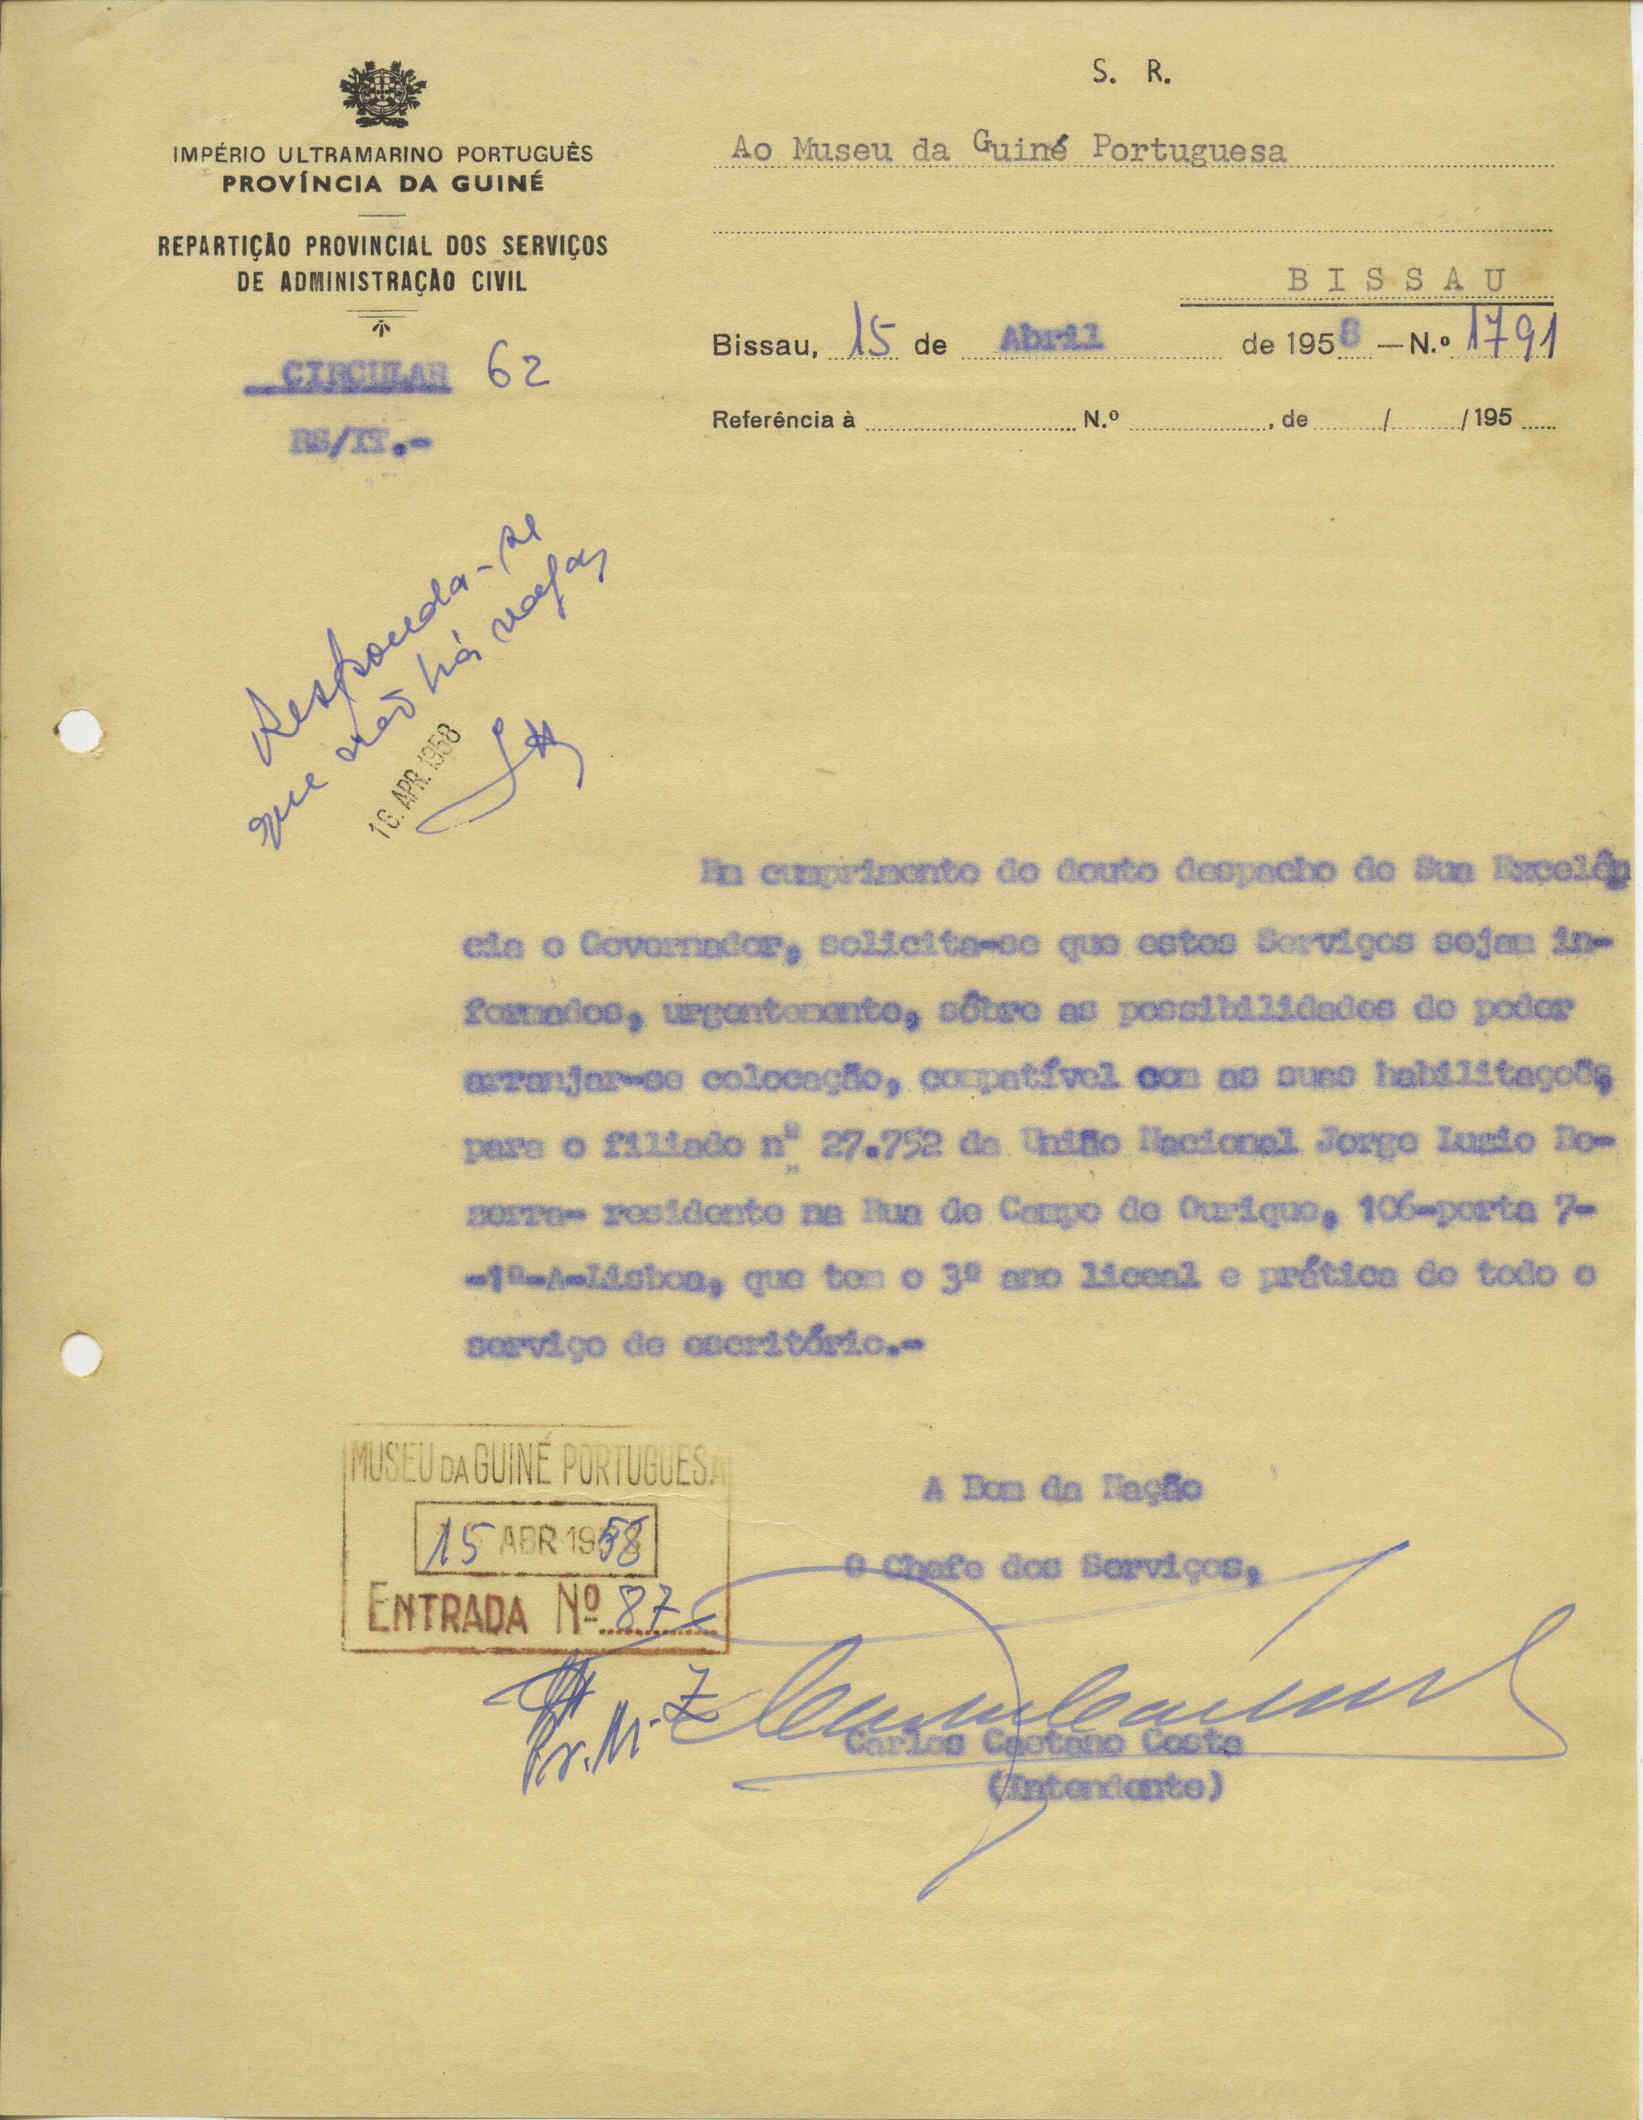 S. R.
IMPÉRIO ULTRAMARINO PORTUGUÊS
PROVÍNCIA DA GUINÉ
REPARTIÇÃO PROVINCIAL DOS SERVIÇOS
DE ADMINISTRAÇÃO CIVIL
Ao Museu da Guiné Portuguesa
BISSAU
Bissau, 15 de Abril de 1958 — N.º 1791
CIRCULAR 62
Referência à N.º , de / /195
RS/TT.-
Responda-se
que não há vagas
16. APR. 1958
Em cumprimento do douto despacho de Sua Excelên
cia o Governador, solicita-se que estes Serviços sejam in-
formados, urgentemente, sôbre as possibilidades de poder
arranjar-se colocação, compatível com as suas habilitações
para o filiado nº 27.752 da União Nacional Jorge Luzio
residente na Rua de Campo de Ourique, 106-porta 7-
-1º-A-Lisboa, que tem o 3º ano liceal e prática de todo o
serviço de escritório.-
MUSEU DA GUINÉ PORTUGUESA
15 ABR 1958
ENTRADA Nº 87
A Bem da Nação
O Chefe dos Serviços,
Carlos Caetano Costa
(Intendente)